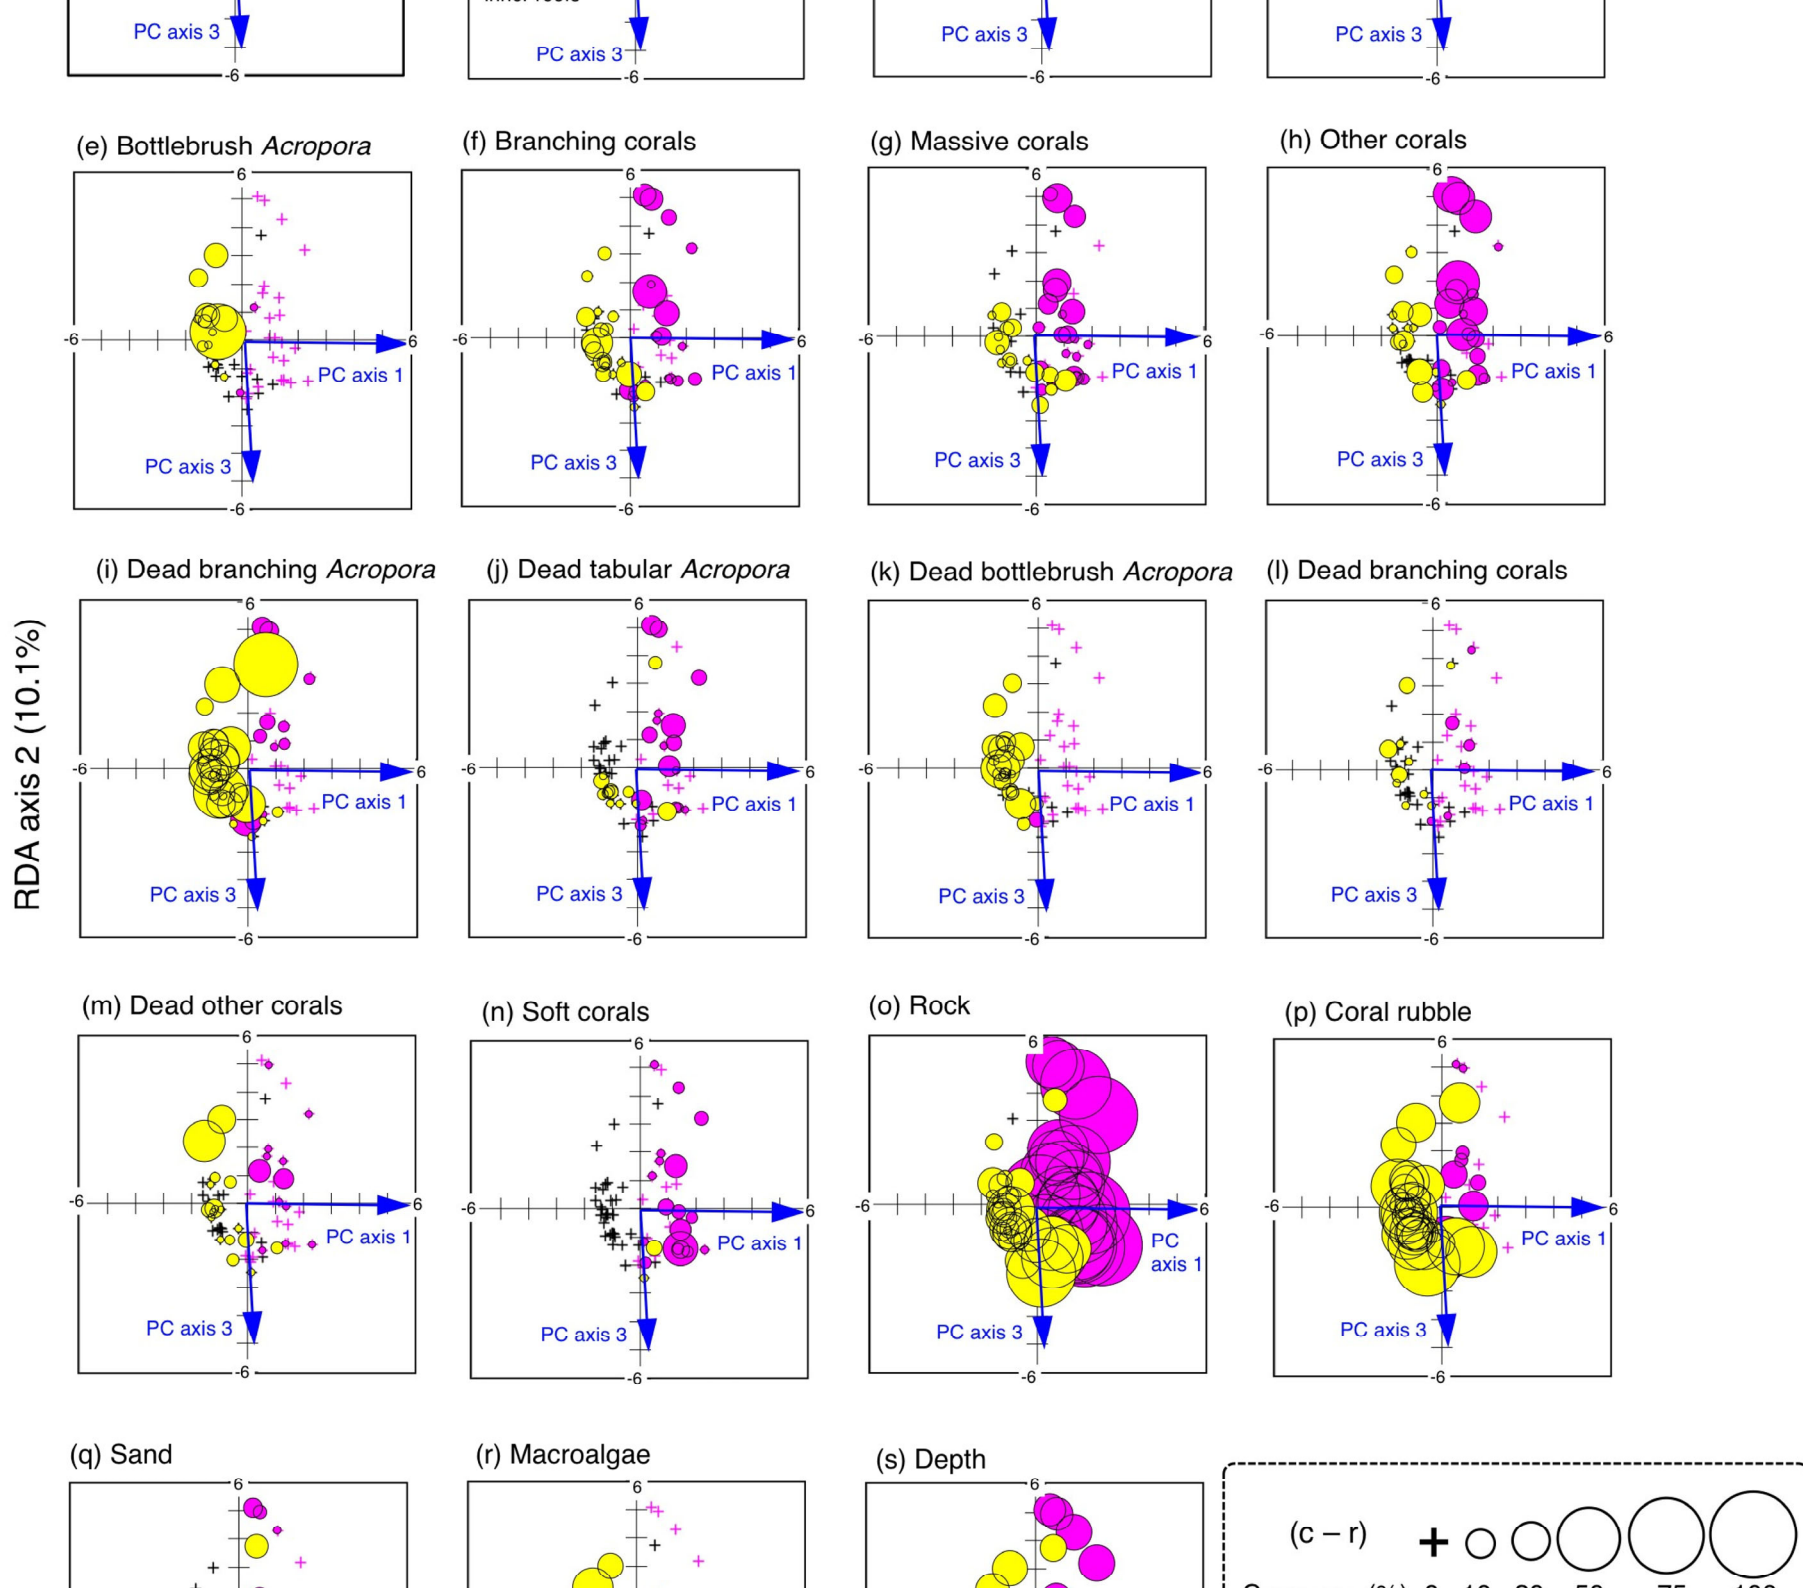 PC axis 3
PC axis 3
PC axis 3
PC axis 3
-6
-6
-6
-6
(e) Bottlebrush Acropora
(f) Branching corals
(g) Massive corals
(h) Other corals
6
6
6
-6
6
PC axis 1
PC axis 3
-6
-6
6
PC axis 1
PC axis 3
-6
-6
6
PC axis 1
PC axis 3
-6
-6
6
PC axis 1
PC axis 3
-6
RDA axis 2 (10.1%)
(i) Dead branching Acropora
(j) Dead tabular Acropora
(k) Dead bottlebrush Acropora
(l) Dead branching corals
6
-6
6
PC axis 1
PC axis 3
-6
6
-6
6
PC axis 1
PC axis 3
-6
6
-6
6
PC axis 1
PC axis 3
-6
6
-6
6
PC axis 1
PC axis 3
-6
(m) Dead other corals
(n) Soft corals
(o) Rock
(p) Coral rubble
6
-6
6
PC axis 1
PC axis 3
-6
6
-6
6
PC axis 1
PC axis 3
-6
6
-6
6
PC
axis 1
PC axis 3
-6
6
-6
6
PC axis 1
PC axis 3
-6
(q) Sand
(r) Macroalgae
(s) Depth
6
6
6
(c – r)